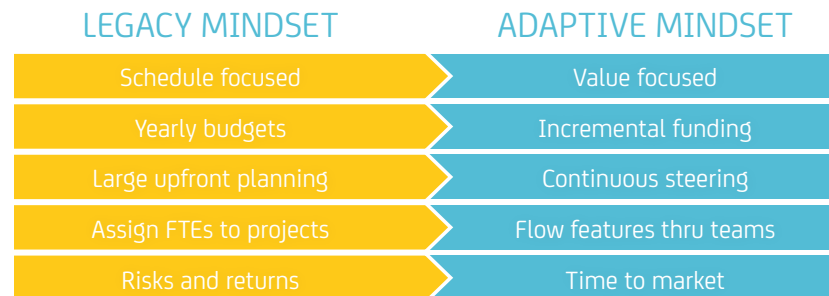 LEGACY MINDSET ADAPTIVE MINDSET
Schedule focused Value focused
Yearly budgets Incremental funding
Large upfront planning Continuous steering
Assign FTEs to projects Flow features thru teams
Risks and returns Time to market